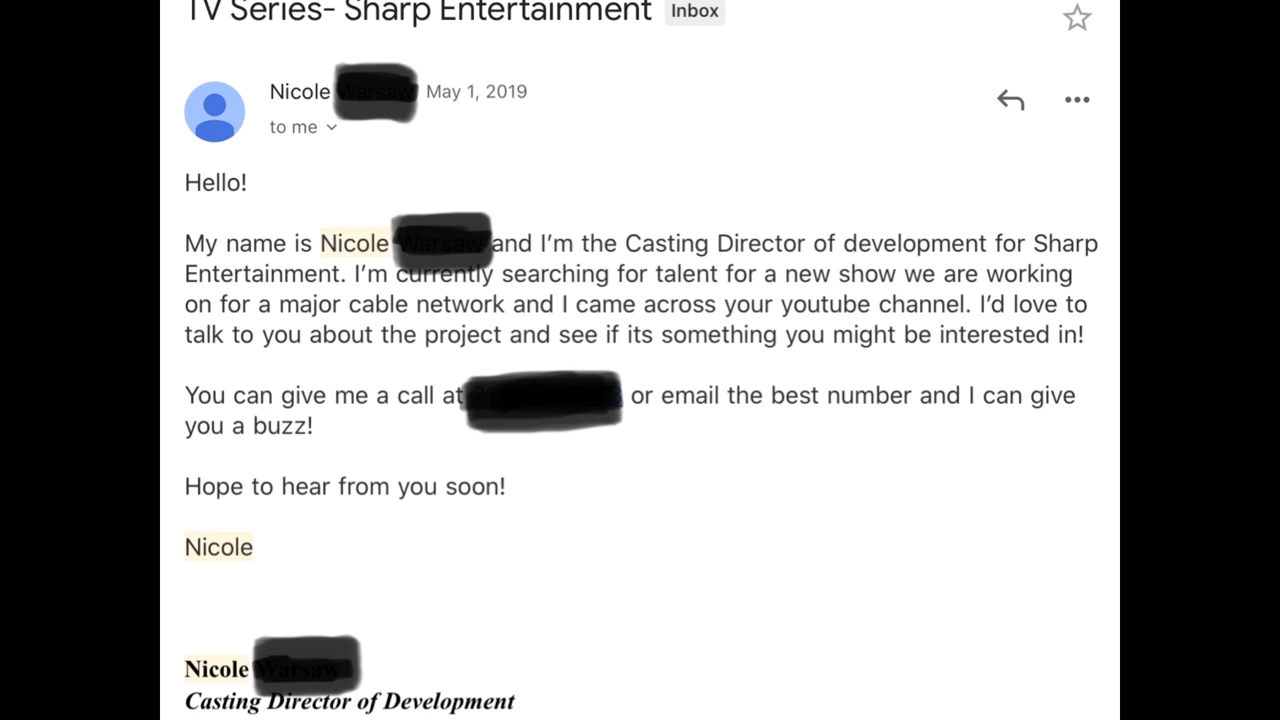 TV Series- Sharp Entertainment Inbox
Nicole May 1, 2019
to me
Hello!
My name is Nicole and I’m the Casting Director of development for Sharp
Entertainment. I’m currently searching for talent for a new show we are working
on for a major cable network and I came across your youtube channel. I’d love to
talk to you about the project and see if its something you might be interested in!
You can give me a call at or email the best number and I can give
you a buzz!
Hope to hear from you soon!
Nicole
Nicole
Casting Director of Development